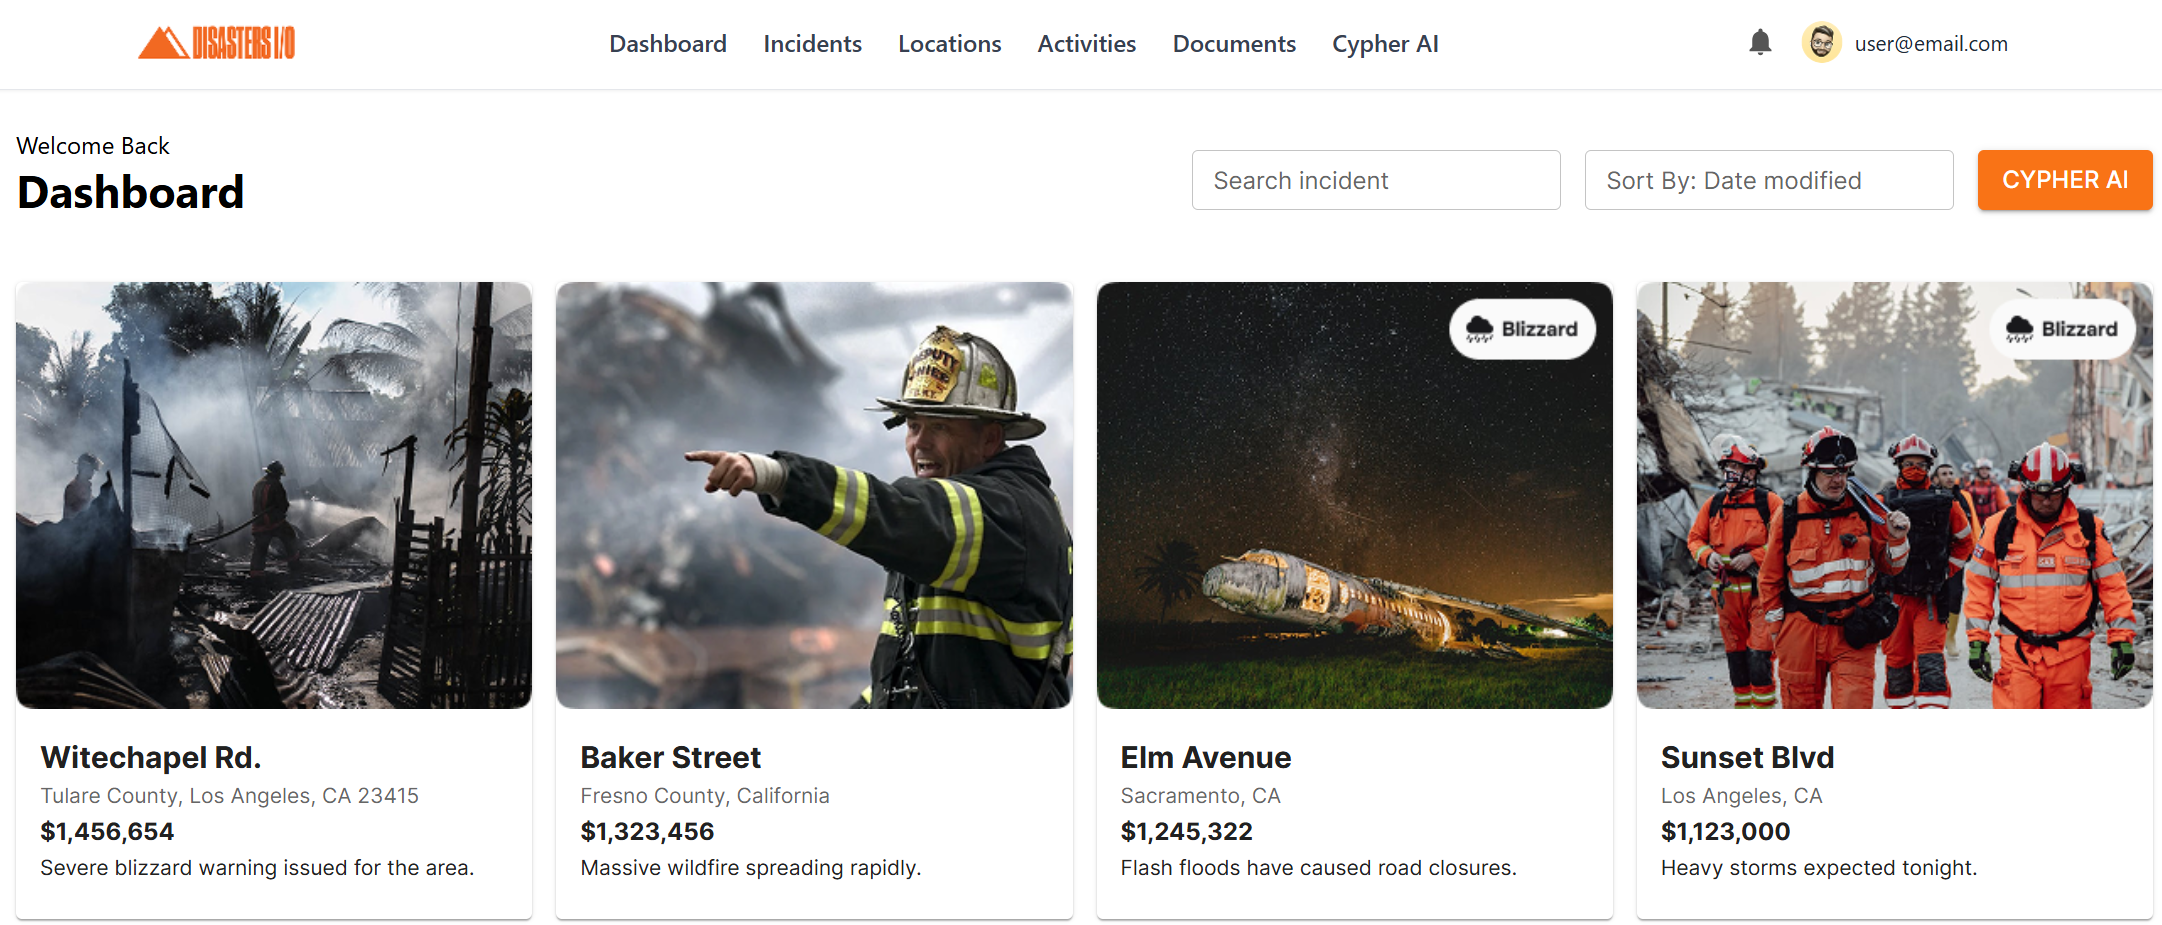 DISASTERS I/O
Dashboard Incidents Locations Activities Documents Cypher AI
user@email.com
Welcome Back
Dashboard
Search incident
Sort By: Date modified
CYPHER AI
DEPUTY
CHIEF
Blizzard
Blizzard
Witechapel Rd.
Tulare County, Los Angeles, CA 23415
$1,456,654
Severe blizzard warning issued for the area.
Baker Street
Fresno County, California
$1,323,456
Massive wildfire spreading rapidly.
Elm Avenue
Sacramento, CA
$1,245,322
Flash floods have caused road closures.
Sunset Blvd
Los Angeles, CA
$1,123,000
Heavy storms expected tonight.